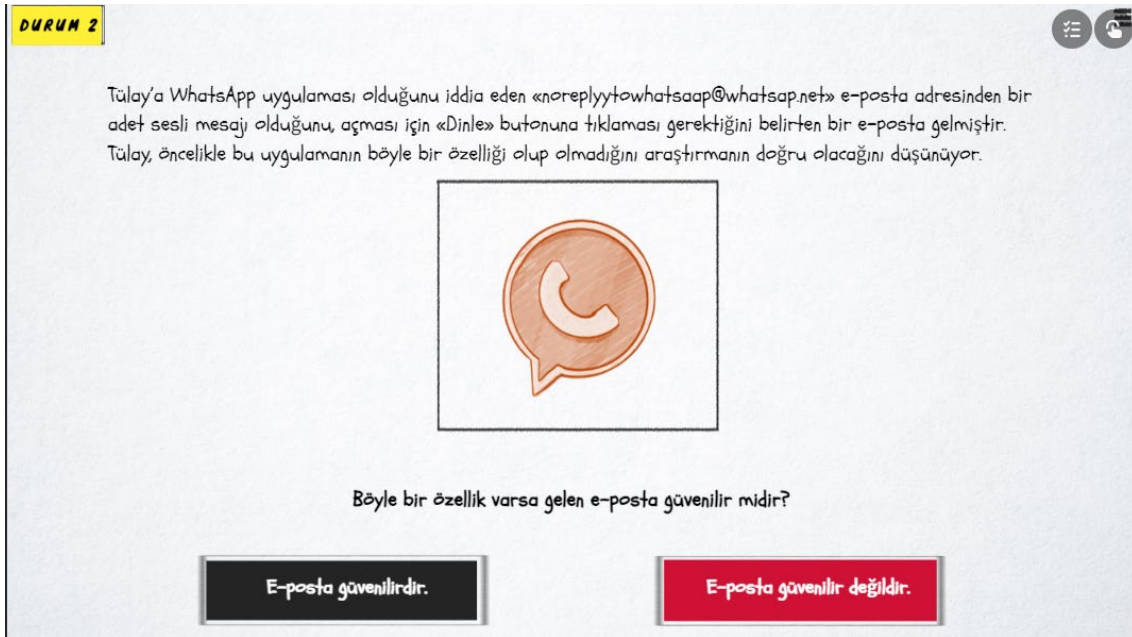 DURUM 2
Tülay'a WhatsApp uygulaması olduğunu iddia eden «noreplyytowhatsaap@whatsap.net» e-posta adresinden bir
adet sesli mesajı olduğunu, açması için «Dinle» butonuna tıklaması gerektiğini belirten bir e-posta gelmiştir.
Tülay, öncelikle bu uygulamanın böyle bir özelliği olup olmadığını araştırmanın doğru olacağını düşünüyor.
Böyle bir özellik varsa gelen e-posta güvenilir midir?
E-posta güvenilirdir.
E-posta güvenilir değildir.